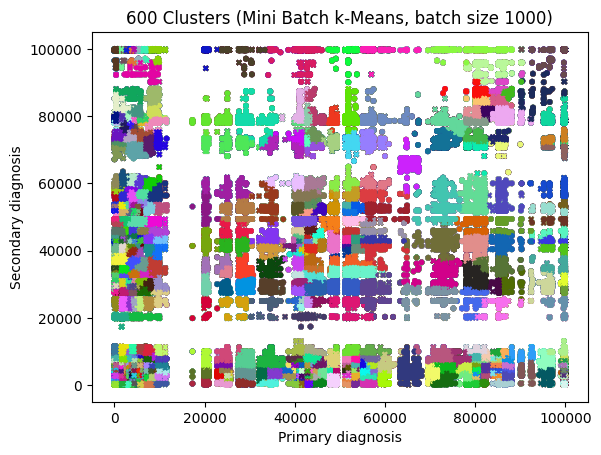 600 Clusters (Mini Batch k-Means, batch size 1000)
100000
80000
60000
40000
20000
0
Secondary diagnosis
0 20000 40000 60000 80000 100000
Primary diagnosis